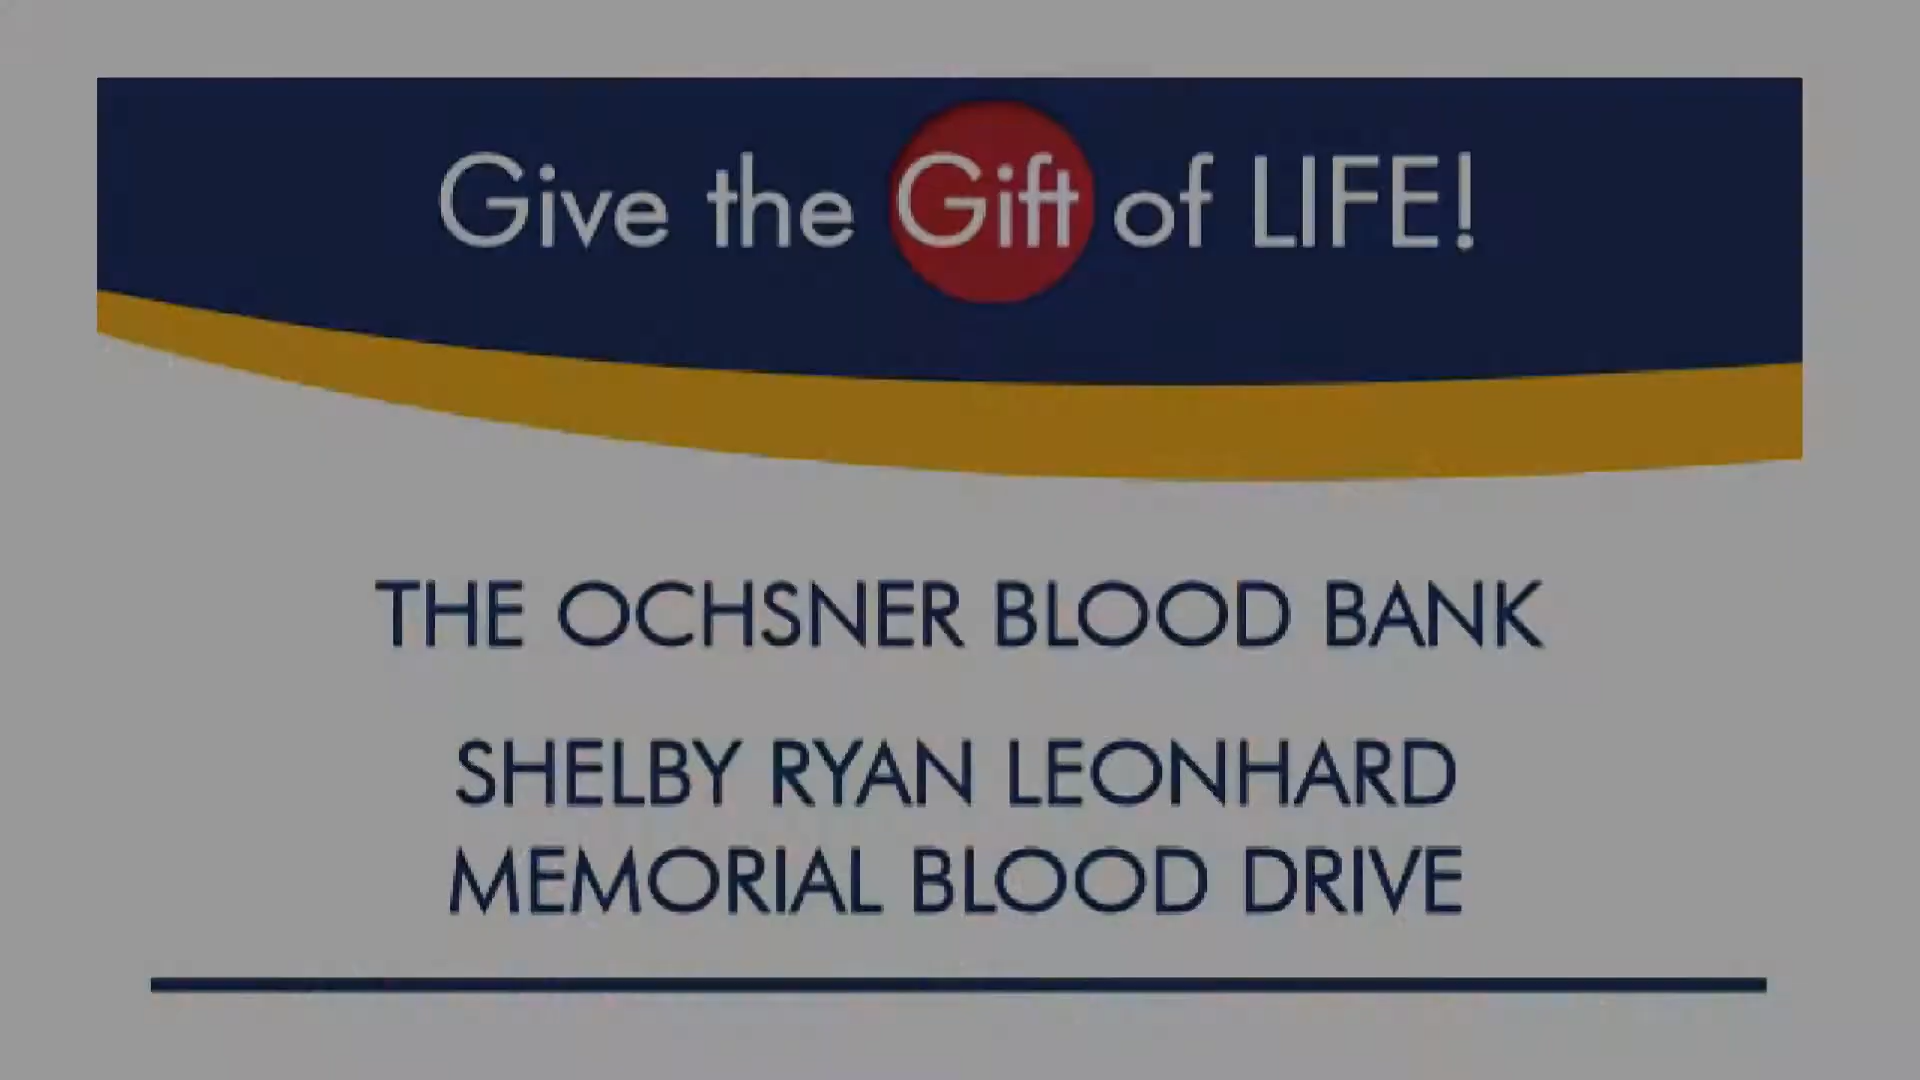 Give the Gift of LIFE!
THE OCHSNER BLOOD BANK
SHELBY RYAN LEONHARD
MEMORIAL BLOOD DRIVE